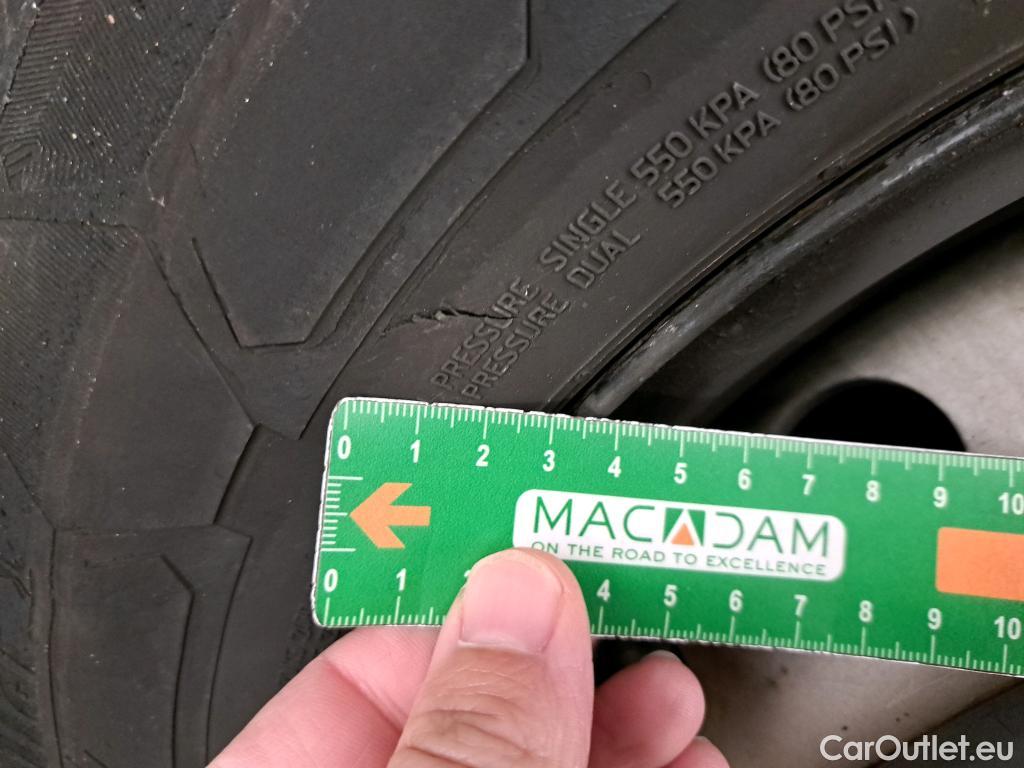 PRESSURE SINGLE 550 KPA (80 PSI)
PRESSURE DUAL 550 KPA (80 PSI)
0 1 2 3 4 5 6 7 8 9 10
MACADAM
ON THE ROAD TO EXCELLENCE
0 1 2 4 5 6 7 8 9 10
CarOutlet.eu